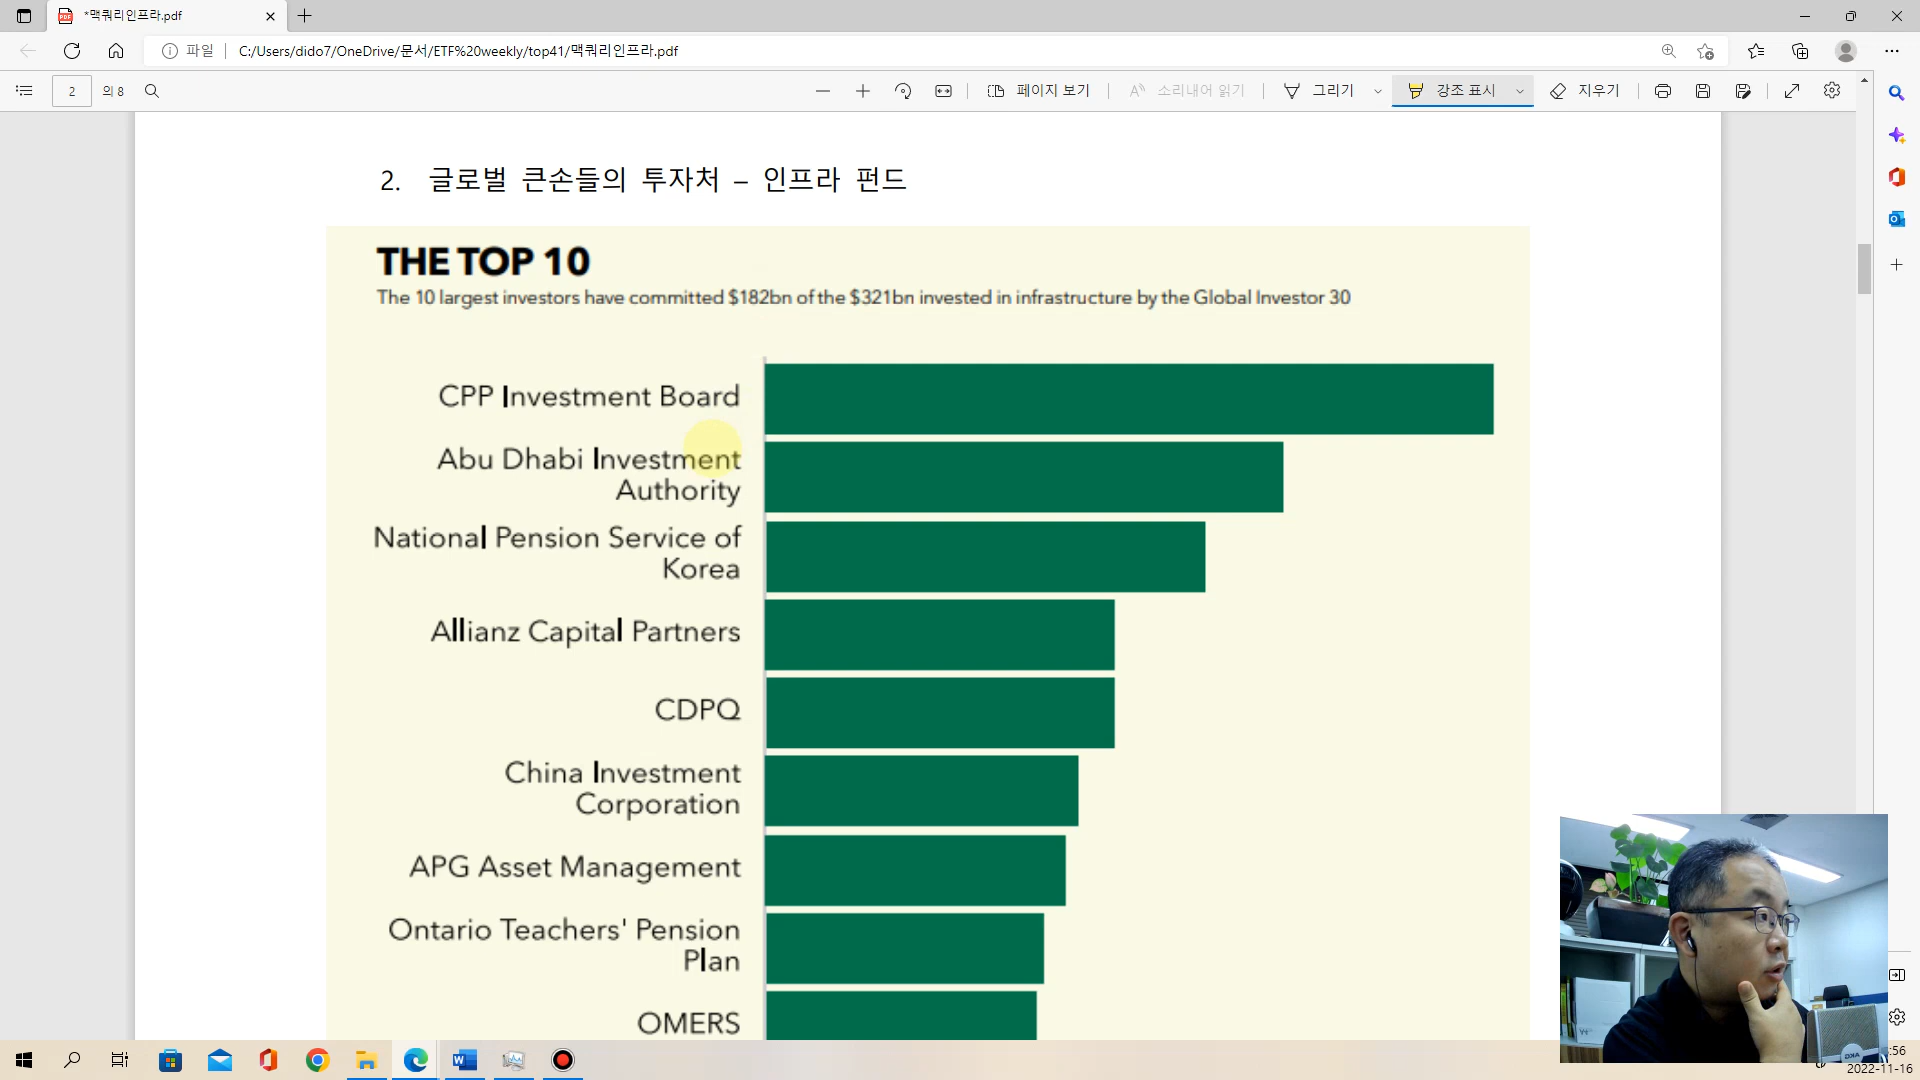 *맥쿼리인프라.pdf
파일
C:/Users/dido7/OneDrive/문서/ETF%20weekly/top41/맥쿼리인프라.pdf
2
의 8
페이지 보기
소리내어 읽기
그리기
강조 표시
지우기
2. 글로벌 큰손들의 투자처 – 인프라 펀드
THE TOP 10
The 10 largest investors have committed $182bn of the $321bn invested in infrastructure by the Global Investor 30
CPP Investment Board
Abu Dhabi Investment
Authority
National Pension Service of
Korea
Allianz Capital Partners
CDPQ
China Investment
Corporation
APG Asset Management
Ontario Teachers' Pension
Plan
OMERS
AKG
:56
2022-11-16